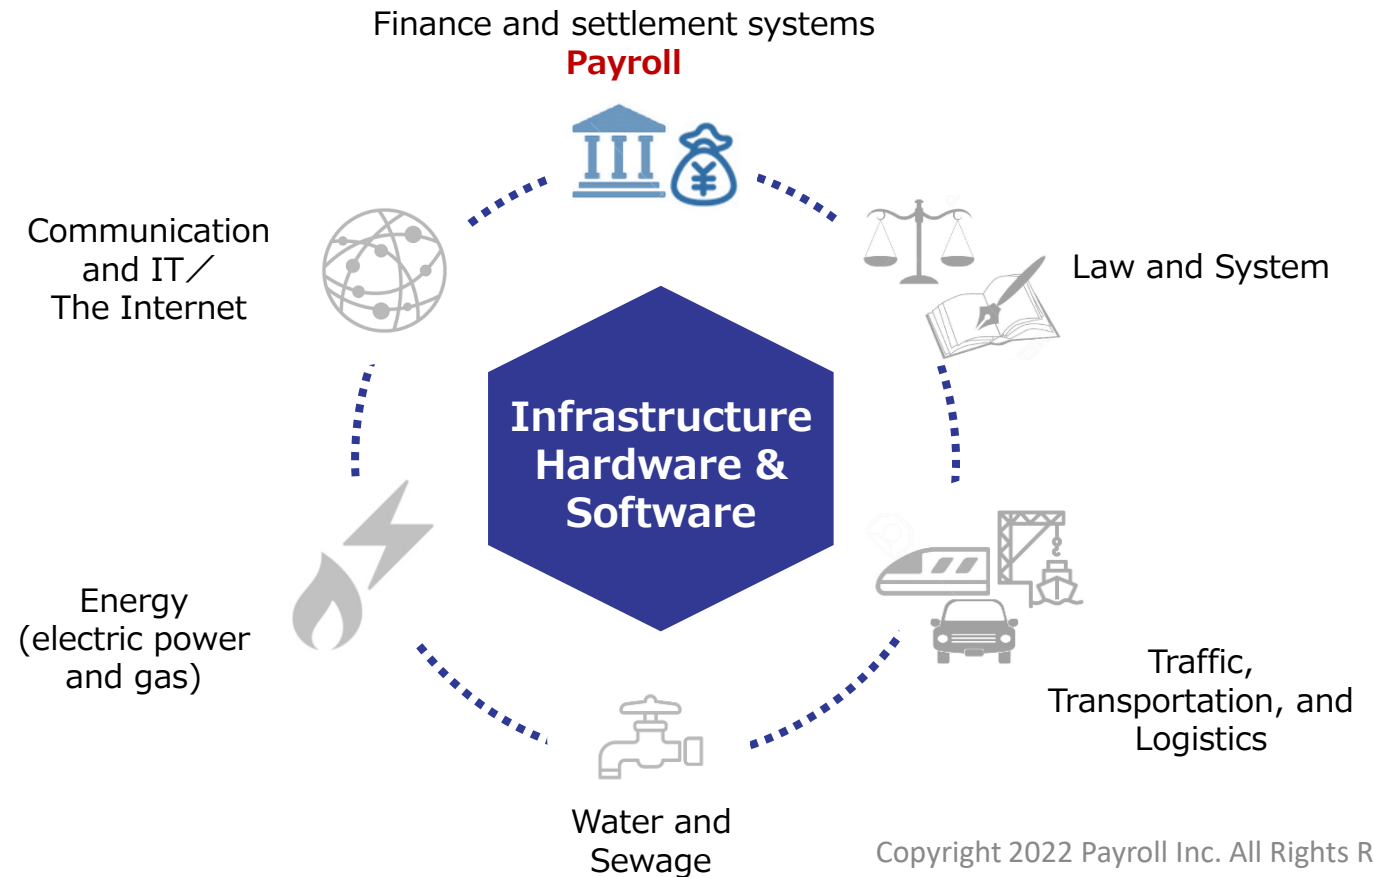 Finance and settlement systems
Payroll
¥
Communication
and IT／
The Internet
Law and System
Infrastructure
Hardware &
Software
Energy
(electric power
and gas)
Traffic,
Transportation, and
Logistics
Water and
Sewage
Copyright 2022 Payroll Inc. All Rights R